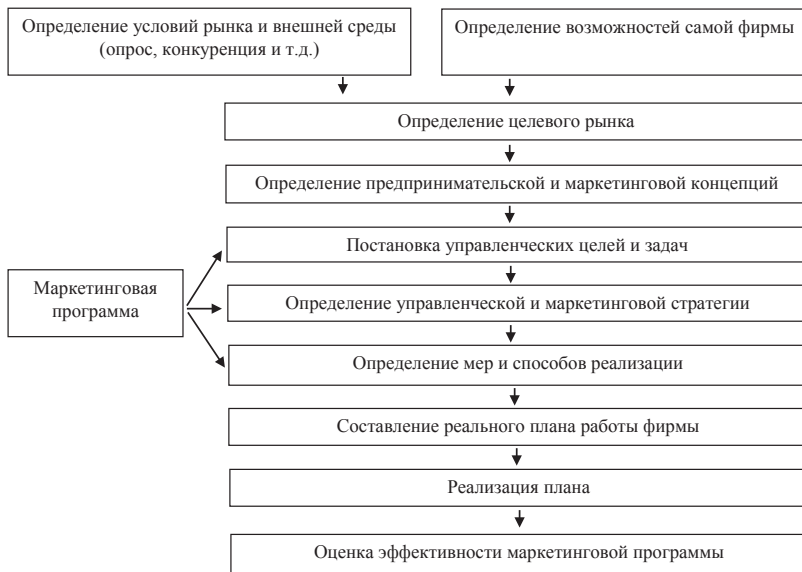 Определение условий рынка и внешней среды
(опрос, конкуренция и т.д.)
Определение возможностей самой фирмы
Определение целевого рынка
Определение предпринимательской и маркетинговой концепций
Постановка управленческих целей и задач
Маркетинговая
программа
Определение управленческой и маркетинговой стратегии
Определение мер и способов реализации
Составление реального плана работы фирмы
Реализация плана
Оценка эффективности маркетинговой программы